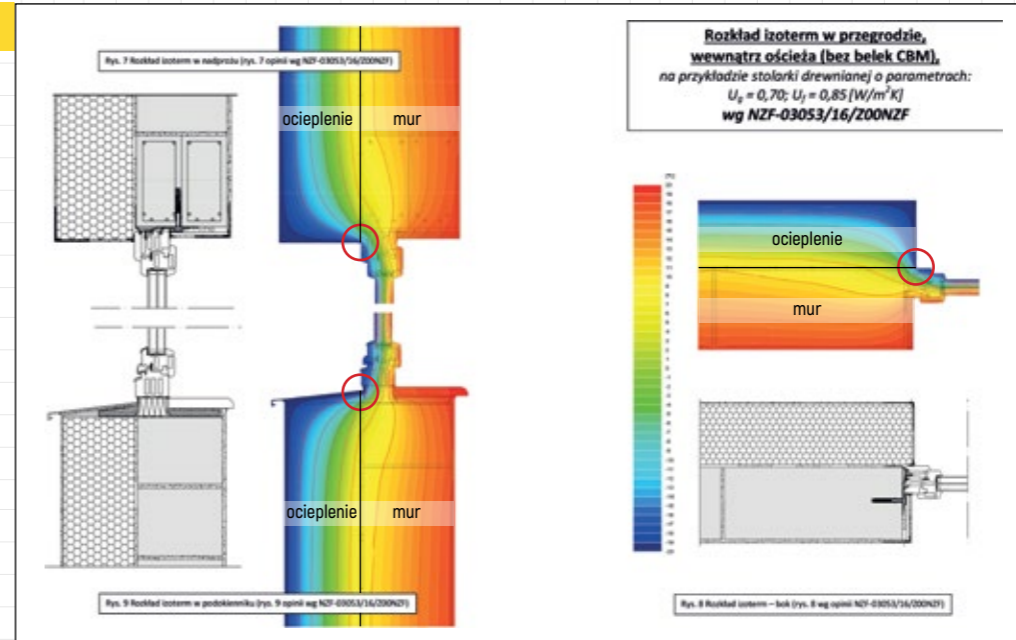 Rys. 7 Rozkład izoterm w nadprożu (rys. 7 opinii wg NZF-03053/16/Z00NZF)
ocieplenie
mur
Rozkład izoterm w przegrodzie,
wewnątrz ościeża (bez belek CBM),
na przykładzie stolarki drewnianej o parametrach:
Ug = 0,70; Uf = 0,85 [W/m²K]
wg NZF-03053/16/Z00NZF
ocieplenie
mur
ocieplenie
mur
Rys. 9 Rozkład izoterm w podokienniku (rys. 9 opinii wg NZF-03053/16/Z00NZF)
Rys. 8 Rozkład izoterm – bok (rys. 8 wg opinii NZF-03053/16/Z00NZF)